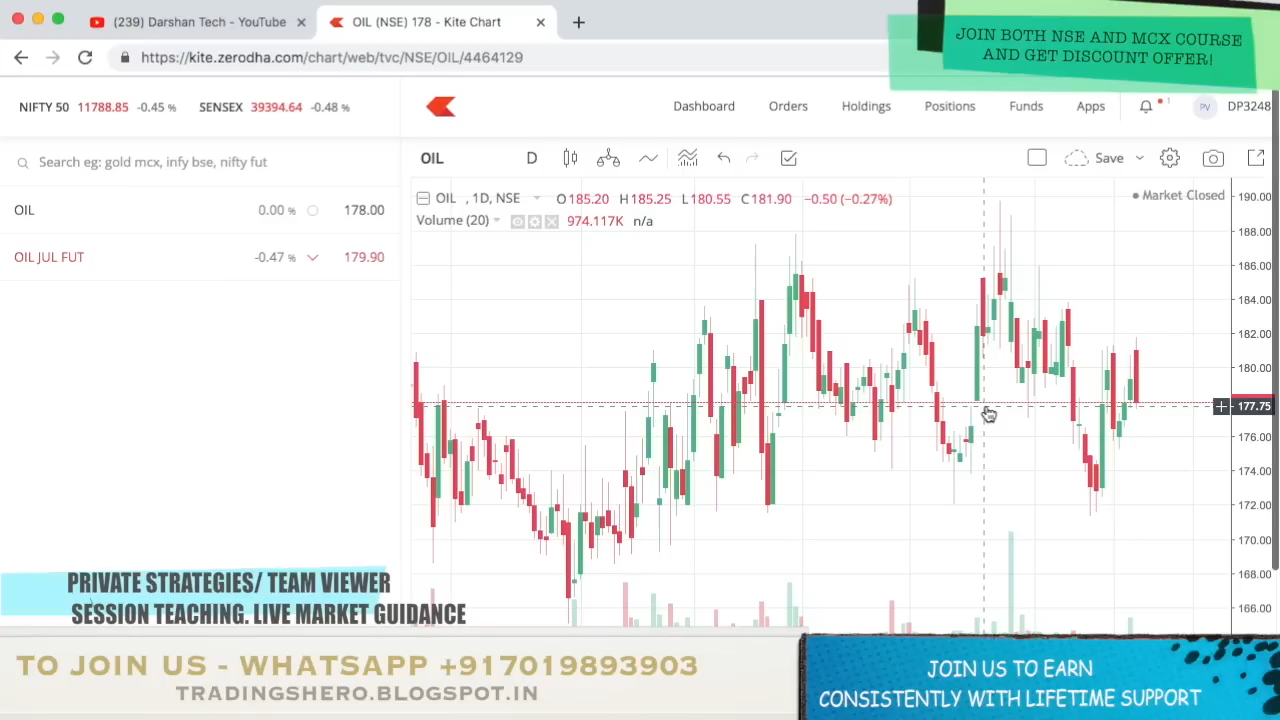 (239) Darshan Tech - YouTube
OIL (NSE) 178 - Kite Chart
https://kite.zerodha.com/chart/web/tvc/NSE/OIL/4464129
JOIN BOTH NSE AND MCX COURSE
AND GET DISCOUNT OFFER!
NIFTY 50 11788.85 -0.45 % SENSEX 39394.64 -0.48 %
Dashboard Orders Holdings Positions Funds Apps 1 PV DP3248
Search eg: gold mcx, infy bse, nifty fut
OIL D Save
OIL 0.00 % 178.00
OIL JUL FUT -0.47 % 179.90
OIL , 1D, NSE O185.20 H185.25 L180.55 C181.90 −0.50 (−0.27%)
Market Closed
Volume (20) 974.117K n/a
190.00
188.00
186.00
184.00
182.00
180.00
177.75
176.00
174.00
172.00
170.00
168.00
166.00
PRIVATE STRATEGIES/ TEAM VIEWER
SESSION TEACHING. LIVE MARKET GUIDANCE
TO JOIN US - WHATSAPP +917019893903
TRADINGSHERO.BLOGSPOT.IN
JOIN US TO EARN
CONSISTENTLY WITH LIFETIME SUPPORT